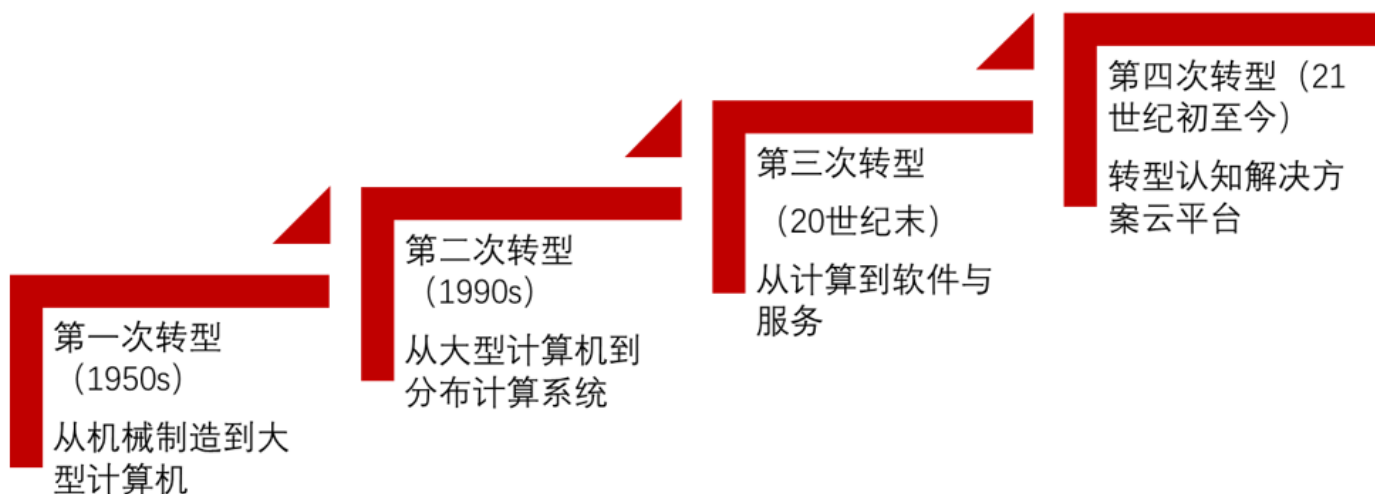 第一次转型
（1950s）
从机械制造到大
型计算机
第二次转型
（1990s）
从大型计算机到
分布计算系统
第三次转型
（20世纪末）
从计算到软件与
服务
第四次转型（21
世纪初至今）
转型认知解决方
案云平台